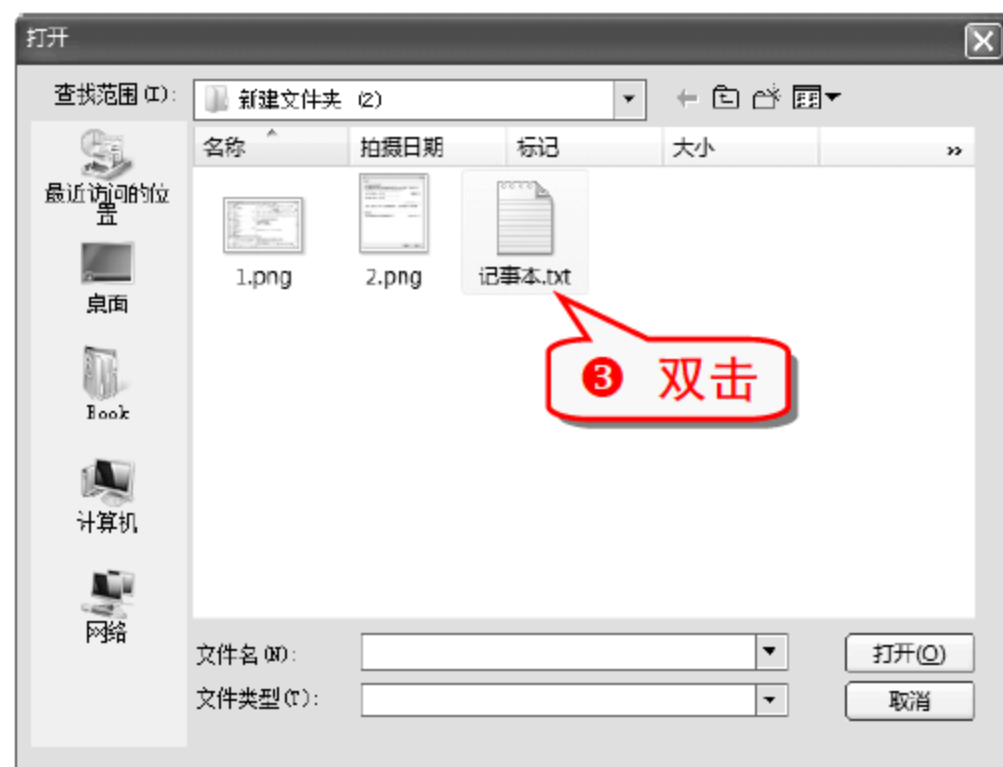 打开
查找范围(I):
新建文件夹 (2)
名称 拍摄日期 标记 大小 »
最近访问的位
置
桌面
Book
计算机
网络
1.png 2.png 记事本.txt
❸ 双击
文件名(N):
打开(O)
文件类型(T):
取消